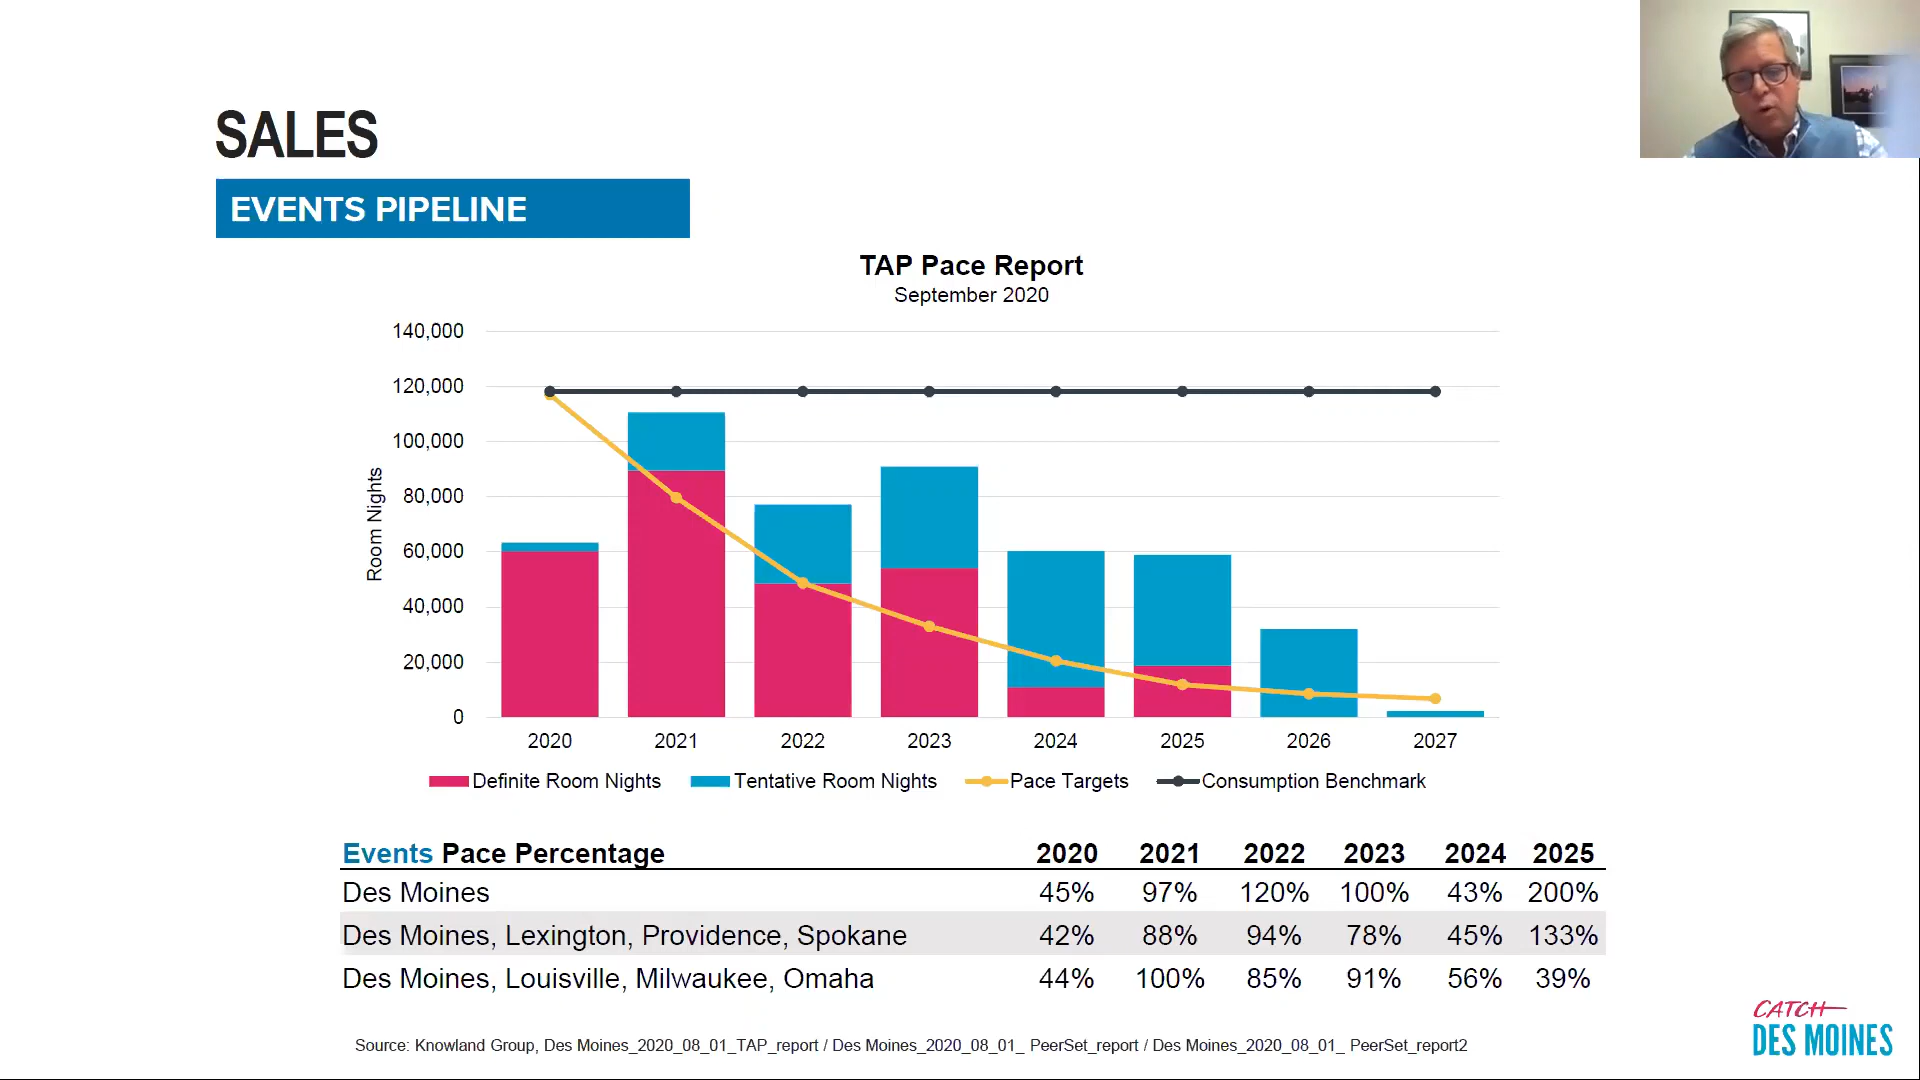 SALES
EVENTS PIPELINE
TAP Pace Report
September 2020
140,000
120,000
100,000
80,000
60,000
40,000
20,000
0
Room Nights
2020 2021 2022 2023 2024 2025 2026 2027
Definite Room Nights Tentative Room Nights Pace Targets Consumption Benchmark
Events Pace Percentage 2020 2021 2022 2023 2024 2025
Des Moines 45% 97% 120% 100% 43% 200%
Des Moines, Lexington, Providence, Spokane 42% 88% 94% 78% 45% 133%
Des Moines, Louisville, Milwaukee, Omaha 44% 100% 85% 91% 56% 39%
Source: Knowland Group, Des Moines_2020_08_01_TAP_report / Des Moines_2020_08_01_ PeerSet_report / Des Moines_2020_08_01_ PeerSet_report2
CATCH
DES MOINES